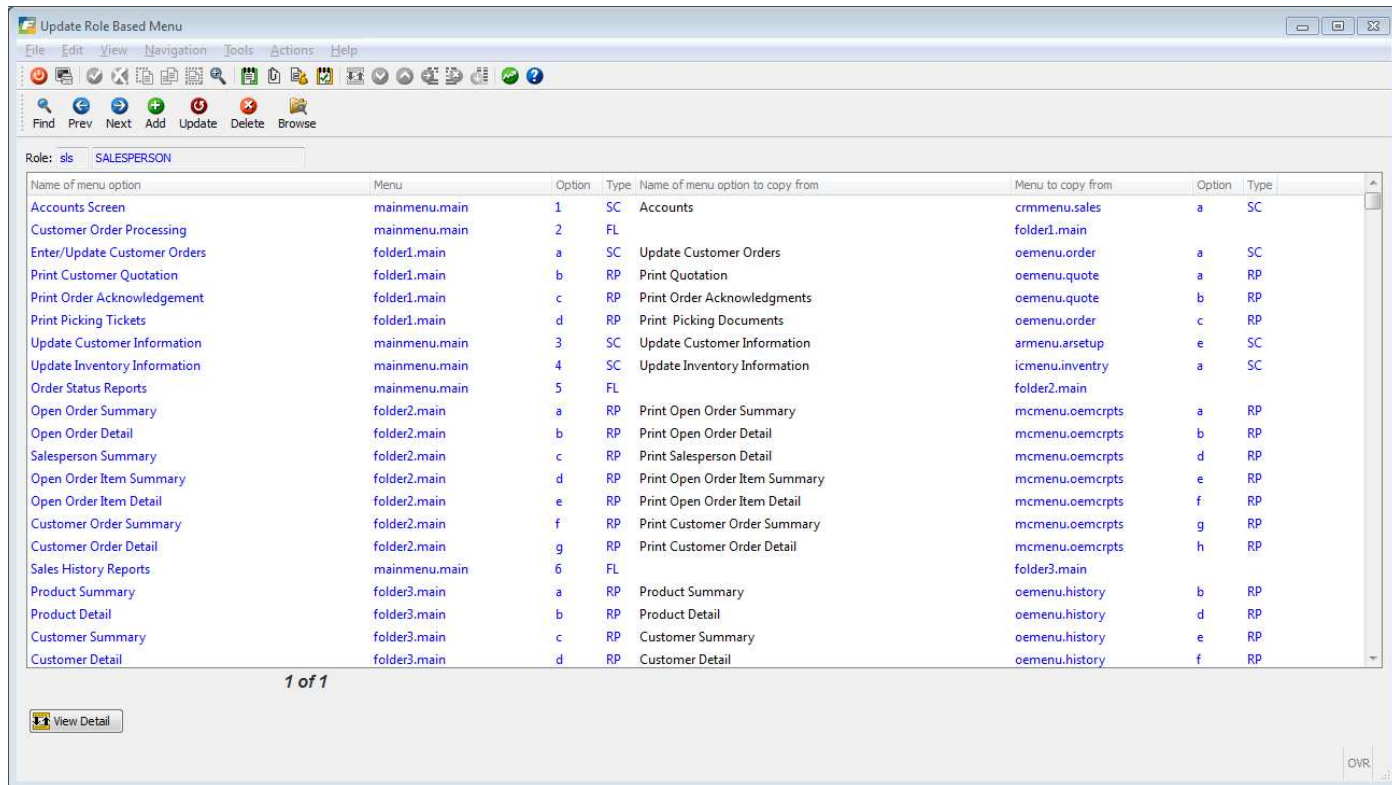 Update Role Based Menu
File Edit View Navigation Tools Actions Help
Find Prev Next Add Update Delete Browse
Role: sls SALESPERSON
Name of menu option Menu Option Type Name of menu option to copy from Menu to copy from Option Type
Accounts Screen mainmenu.main 1 SC Accounts crmmenu.sales a SC
Customer Order Processing mainmenu.main 2 FL folder1.main
Enter/Update Customer Orders folder1.main a SC Update Customer Orders oemenu.order a SC
Print Customer Quotation folder1.main b RP Print Quotation oemenu.quote a RP
Print Order Acknowledgement folder1.main c RP Print Order Acknowledgments oemenu.quote b RP
Print Picking Tickets folder1.main d RP Print Picking Documents oemenu.order c RP
Update Customer Information mainmenu.main 3 SC Update Customer Information armenu.arsetup e SC
Update Inventory Information mainmenu.main 4 SC Update Inventory Information icmenu.inventry a SC
Order Status Reports mainmenu.main 5 FL folder2.main
Open Order Summary folder2.main a RP Print Open Order Summary mcmenu.oemcrpts a RP
Open Order Detail folder2.main b RP Print Open Order Detail mcmenu.oemcrpts b RP
Salesperson Summary folder2.main c RP Print Salesperson Detail mcmenu.oemcrpts d RP
Open Order Item Summary folder2.main d RP Print Open Order Item Summary mcmenu.oemcrpts e RP
Open Order Item Detail folder2.main e RP Print Open Order Item Detail mcmenu.oemcrpts f RP
Customer Order Summary folder2.main f RP Print Customer Order Summary mcmenu.oemcrpts g RP
Customer Order Detail folder2.main g RP Print Customer Order Detail mcmenu.oemcrpts h RP
Sales History Reports mainmenu.main 6 FL folder3.main
Product Summary folder3.main a RP Product Summary oemenu.history b RP
Product Detail folder3.main b RP Product Detail oemenu.history d RP
Customer Summary folder3.main c RP Customer Summary oemenu.history e RP
Customer Detail folder3.main d RP Customer Detail oemenu.history f RP
1 of 1
View Detail
OVR